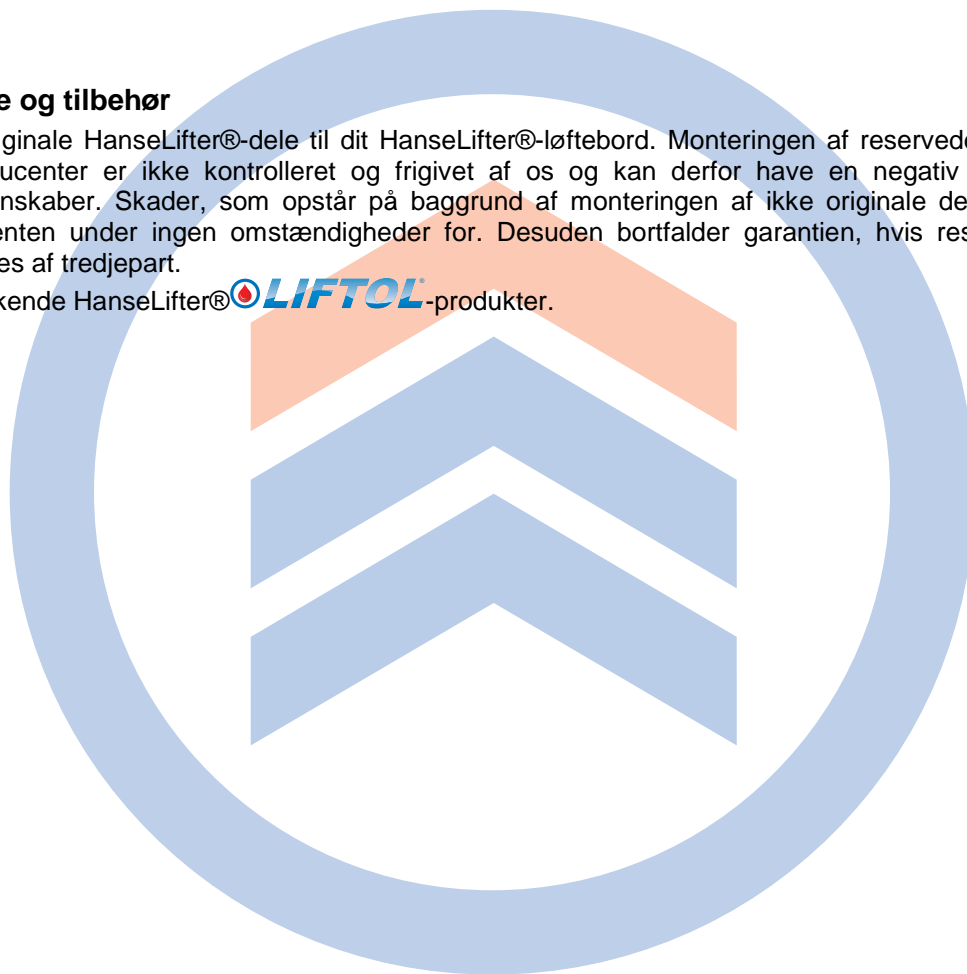 e og tilbehør
iginale HanseLifter®-dele til dit HanseLifter®-løftebord. Monteringen af reservede
ucenter er ikke kontrolleret og frigivet af os og kan derfor have en negativ
nskaber. Skader, som opstår på baggrund af monteringen af ikke originale de
enten under ingen omstændigheder for. Desuden bortfalder garantien, hvis res
es af tredjepart.
kende HanseLifter® LIFTOL®-produkter.